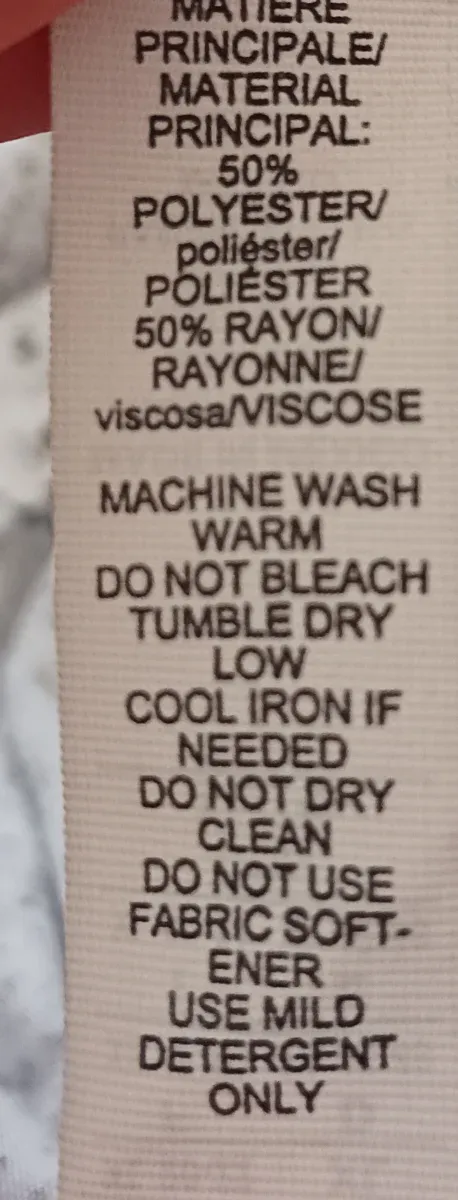 MATIÈRE
PRINCIPALE/
MATERIAL
PRINCIPAL:
50%
POLYESTER/
poliéster/
POLIÉSTER
50% RAYON/
RAYONNE/
viscosa/VISCOSE
MACHINE WASH
WARM
DO NOT BLEACH
TUMBLE DRY
LOW
COOL IRON IF
NEEDED
DO NOT DRY
CLEAN
DO NOT USE
FABRIC SOFT-
ENER
USE MILD
DETERGENT
ONLY